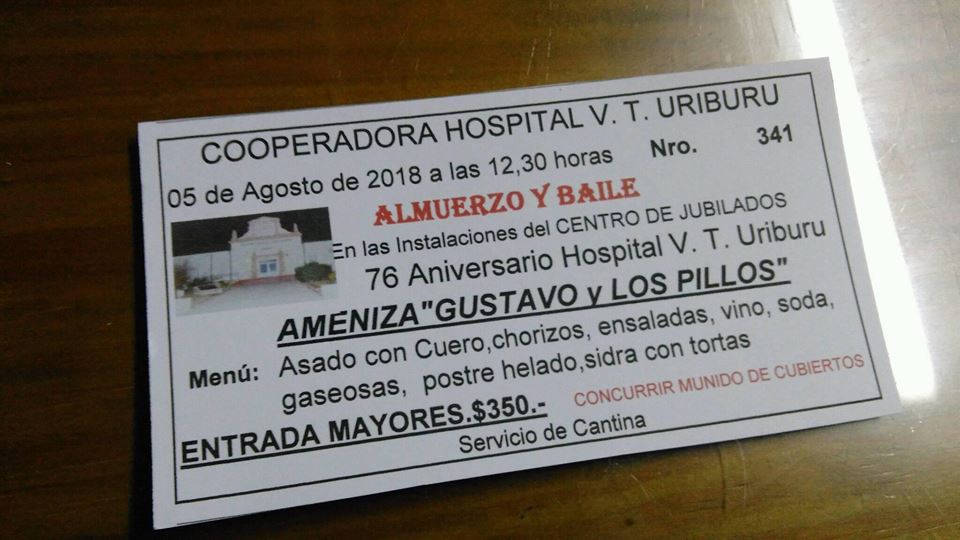 COOPERADORA HOSPITAL V. T. URIBURU
05 de Agosto de 2018 a las 12,30 horas Nro. 341
ALMUERZO Y BAILE
En las Instalaciones del CENTRO DE JUBILADOS
76 Aniversario Hospital V. T. Uriburu
AMENIZA"GUSTAVO y LOS PILLOS"
Menú: Asado con Cuero,chorizos, ensaladas, vino, soda,
gaseosas, postre helado,sidra con tortas
ENTRADA MAYORES.$350.- CONCURRIR MUNIDO DE CUBIERTOS
Servicio de Cantina